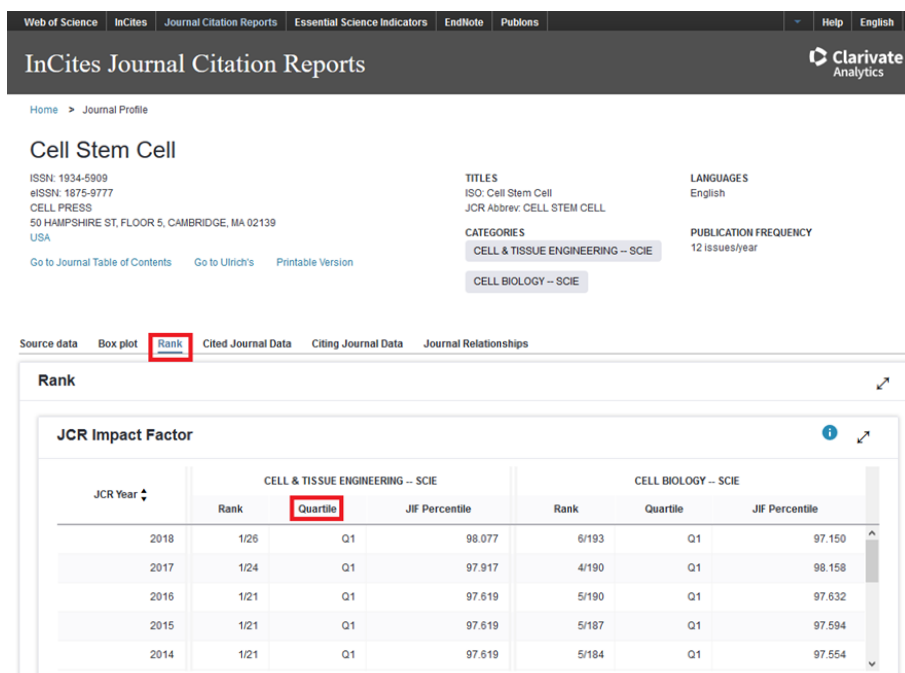 Web of Science InCites Journal Citation Reports Essential Science Indicators EndNote Publons Help English
InCites Journal Citation Reports
Clarivate
Analytics
Home > Journal Profile
Cell Stem Cell
ISSN: 1934-5909
eISSN: 1875-9777
CELL PRESS
50 HAMPSHIRE ST, FLOOR 5, CAMBRIDGE, MA 02139
USA
Go to Journal Table of Contents Go to Ulrich's Printable Version
TITLES
ISO: Cell Stem Cell
JCR Abbrev: CELL STEM CELL
CATEGORIES
CELL & TISSUE ENGINEERING -- SCIE
CELL BIOLOGY -- SCIE
LANGUAGES
English
PUBLICATION FREQUENCY
12 issues/year
Source data Box plot Rank Cited Journal Data Citing Journal Data Journal Relationships
Rank
JCR Impact Factor
JCR Year CELL & TISSUE ENGINEERING -- SCIE CELL BIOLOGY -- SCIE
Rank Quartile JIF Percentile Rank Quartile JIF Percentile
2018 1/26 Q1 98.077 6/193 Q1 97.150
2017 1/24 Q1 97.917 4/190 Q1 98.158
2016 1/21 Q1 97.619 5/190 Q1 97.632
2015 1/21 Q1 97.619 5/187 Q1 97.594
2014 1/21 Q1 97.619 5/184 Q1 97.554